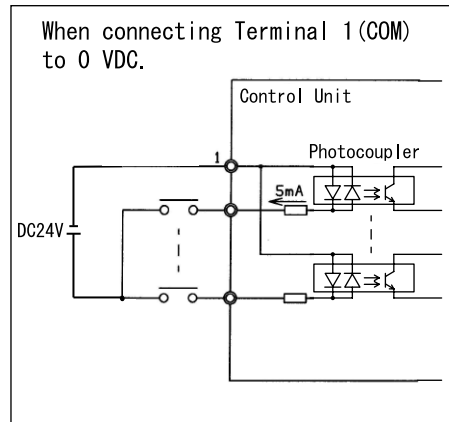 When connecting Terminal 1(COM)
to 0 VDC.
Control Unit
1
Photocoupler
5mA
DC24V